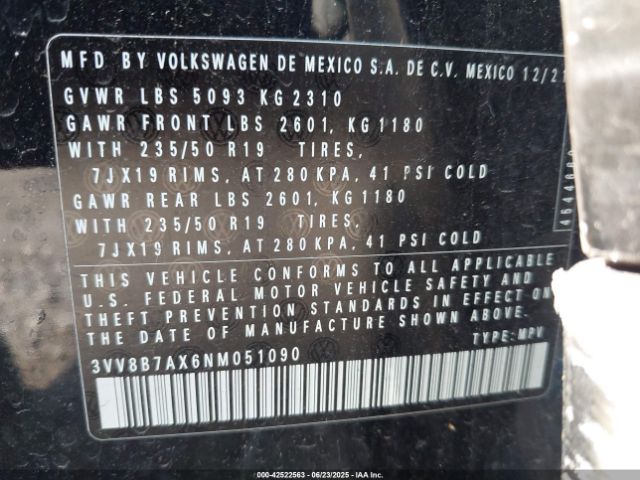 MFD BY VOLKSWAGEN DE MEXICO S.A. DE C.V. MEXICO 12/21
GVWR LBS 5093 KG 2310
GAWR FRONT LBS 2601, KG 1180
WITH 235/50 R19 TIRES,
7JX19 RIMS, AT 280 KPA, 41 PSI COLD
GAWR REAR LBS 2601, KG 1180
WITH 235/50 R19 TIRES,
7JX19 RIMS, AT 280 KPA, 41 PSI COLD
THIS VEHICLE CONFORMS TO ALL APPLICABLE
U.S. FEDERAL MOTOR VEHICLE SAFETY AND
THEFT PREVENTION STANDARDS IN EFFECT ON
THE DATE OF MANUFACTURE SHOWN ABOVE.
3VV8B7AX6NM051090 TYPE: MPV
000-42522563 - 06/23/2025 - IAAI.COM